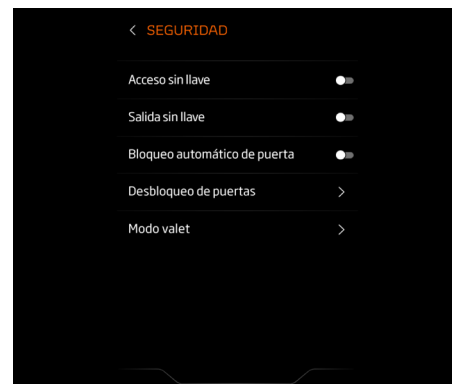 SEGURIDAD
Acceso sin llave
Salida sin llave
Bloqueo automático de puerta
Desbloqueo de puertas
Modo valet